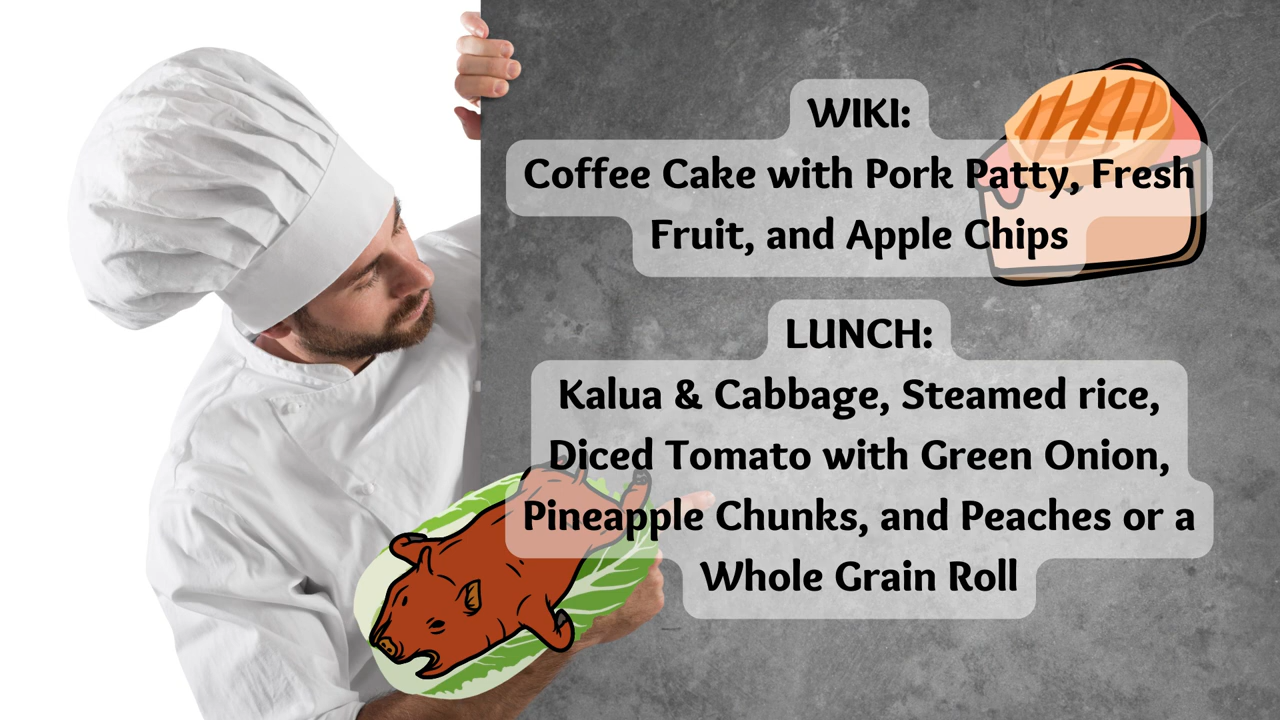 WIKI:
Coffee Cake with Pork Patty, Fresh
Fruit, and Apple Chips
LUNCH:
Kalua & Cabbage, Steamed rice,
Diced Tomato with Green Onion,
Pineapple Chunks, and Peaches or a
Whole Grain Roll